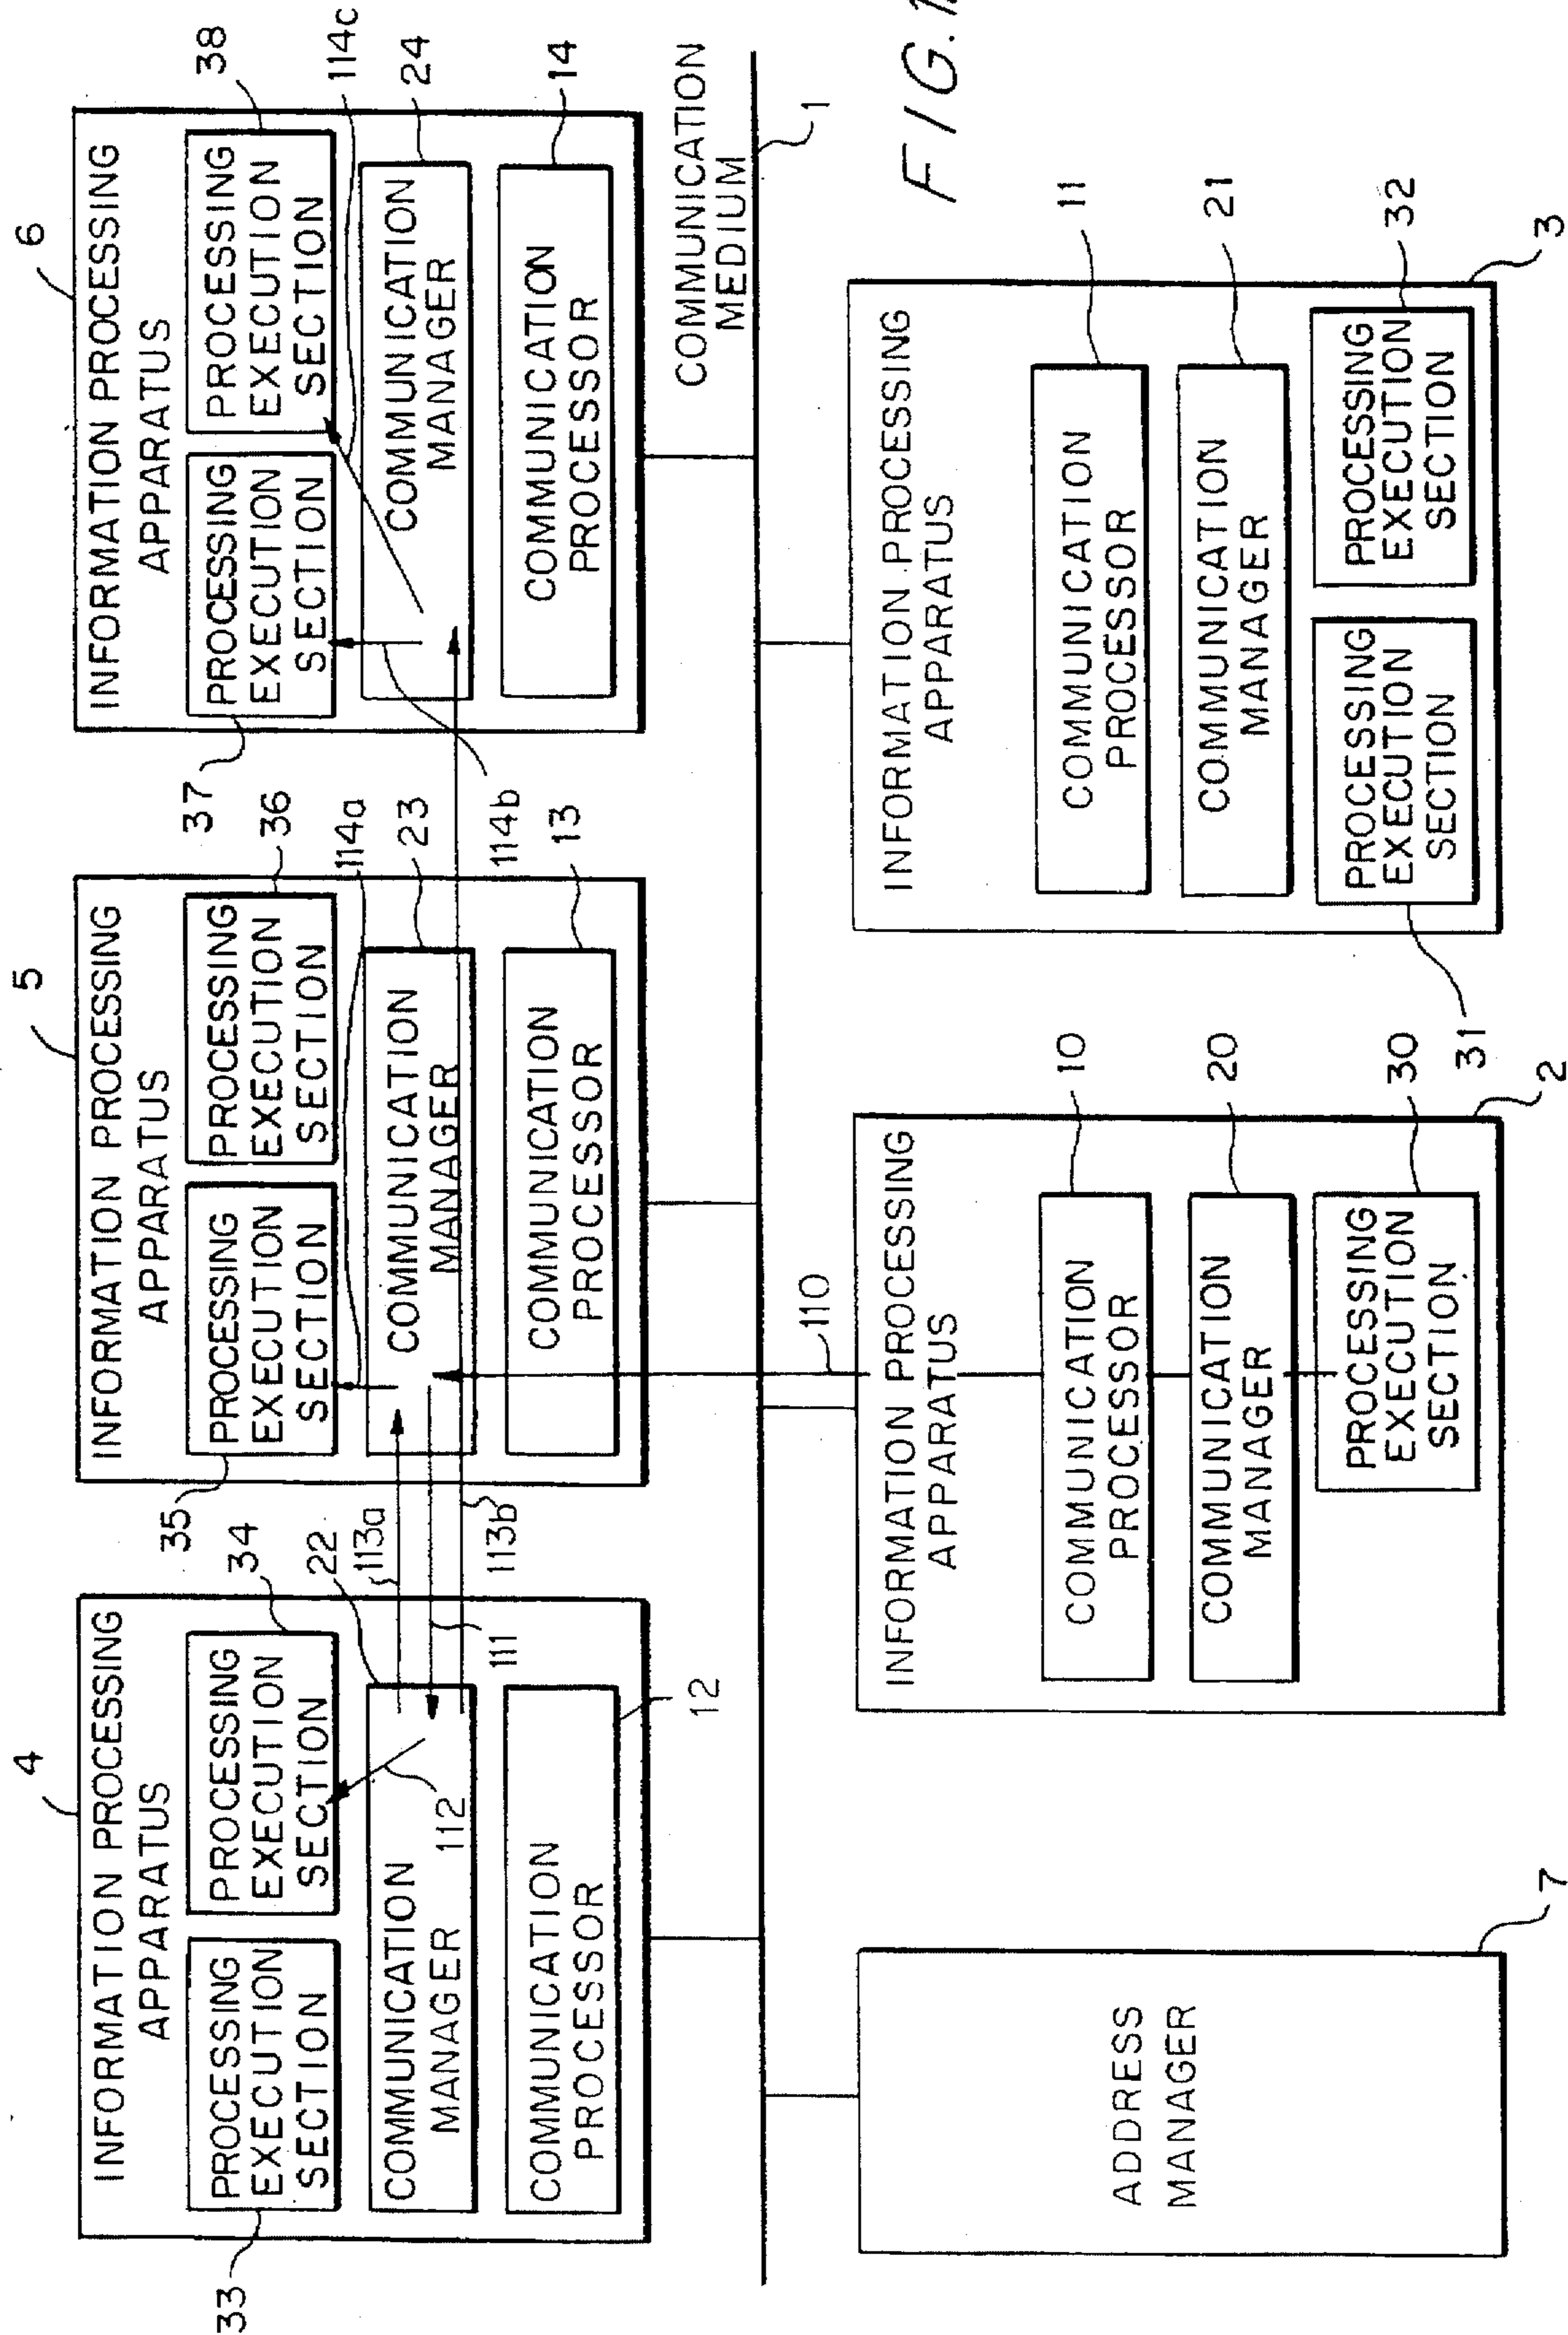 4
INFORMATION PROCESSING
APPARATUS
33
PROCESSING
EXECUTION
SECTION
34
PROCESSING
EXECUTION
SECTION
22
COMMUNICATION
MANAGER
112
COMMUNICATION
PROCESSOR
12
113a
111
113b
5
INFORMATION PROCESSING
APPARATUS
35
PROCESSING
EXECUTION
SECTION
36
PROCESSING
EXECUTION
SECTION
114a
23
COMMUNICATION
MANAGER
13
COMMUNICATION
PROCESSOR
114b
6
INFORMATION PROCESSING
APPARATUS
37
PROCESSING
EXECUTION
SECTION
38
PROCESSING
EXECUTION
SECTION
114c
24
COMMUNICATION
MANAGER
14
COMMUNICATION
PROCESSOR
COMMUNICATION
MEDIUM
1
110
ADDRESS
MANAGER
7
INFORMATION PROCESSING
APPARATUS
10
COMMUNICATION
PROCESSOR
20
COMMUNICATION
MANAGER
30
PROCESSING
EXECUTION
SECTION
2
INFORMATION PROCESSING
APPARATUS
11
COMMUNICATION
PROCESSOR
21
COMMUNICATION
MANAGER
31
PROCESSING
EXECUTION
SECTION
32
PROCESSING
EXECUTION
SECTION
3
FIG.